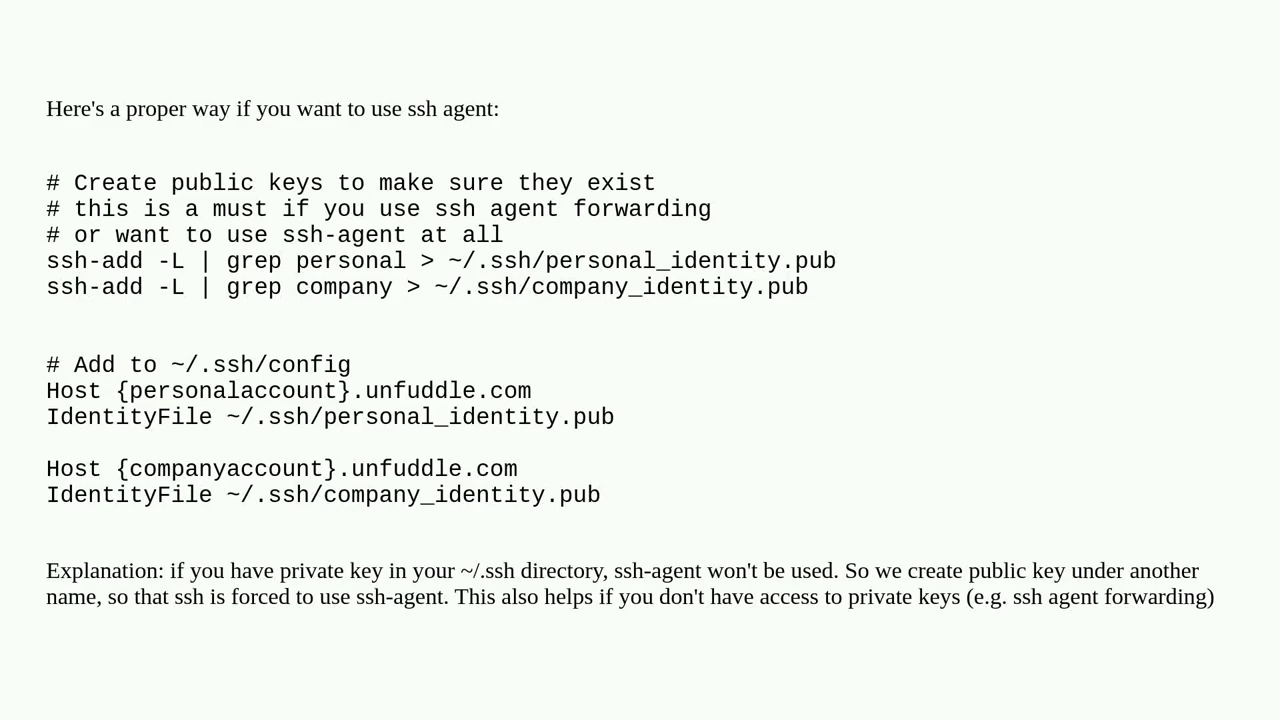 Here's a proper way if you want to use ssh agent:
# Create public keys to make sure they exist
# this is a must if you use ssh agent forwarding
# or want to use ssh-agent at all
ssh-add -L | grep personal > ~/.ssh/personal_identity.pub
ssh-add -L | grep company > ~/.ssh/company_identity.pub
# Add to ~/.ssh/config
Host {personalaccount}.unfuddle.com
IdentityFile ~/.ssh/personal_identity.pub
Host {companyaccount}.unfuddle.com
IdentityFile ~/.ssh/company_identity.pub
Explanation: if you have private key in your ~/.ssh directory, ssh-agent won't be used. So we create public key under another
name, so that ssh is forced to use ssh-agent. This also helps if you don't have access to private keys (e.g. ssh agent forwarding)